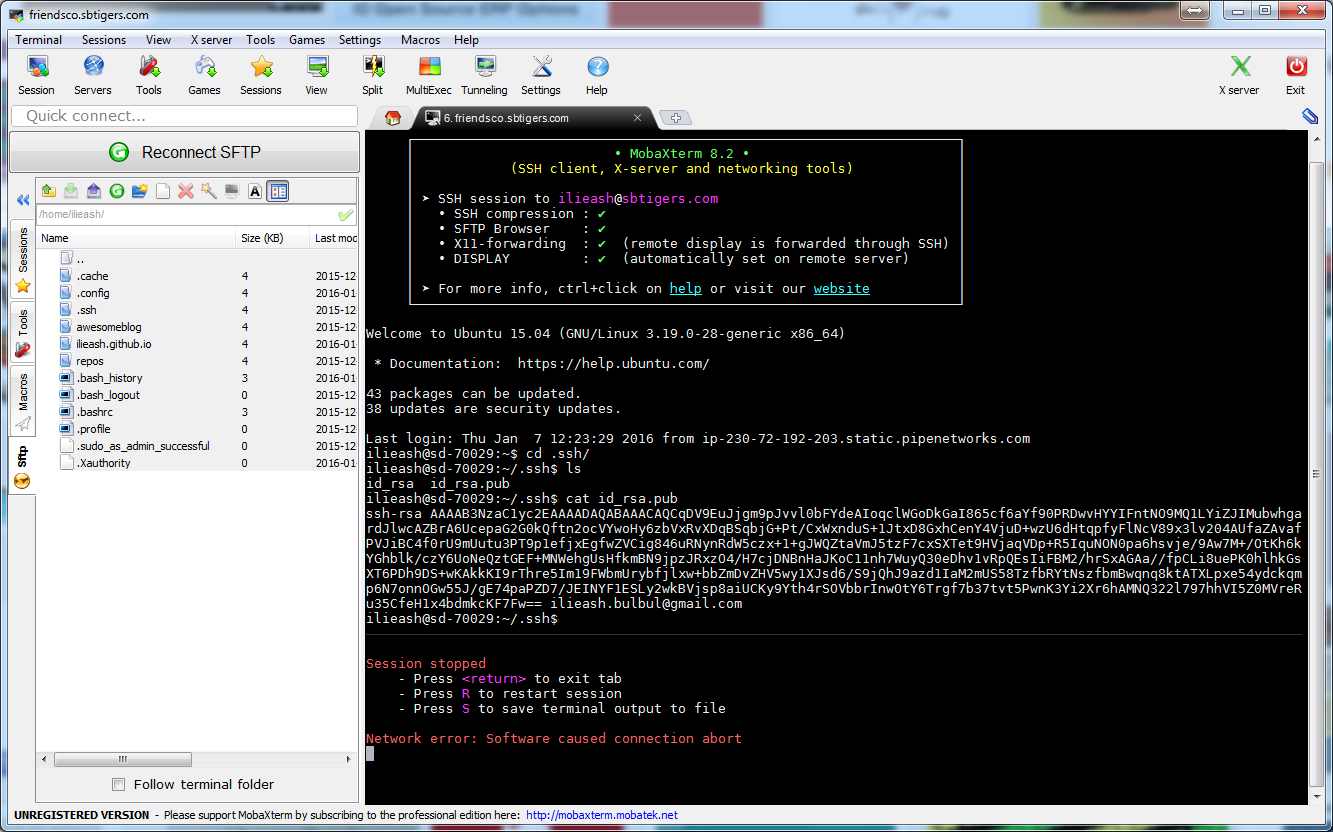 friendsco.sbtigers.com
Terminal Sessions View X server Tools Games Settings Macros Help
Session Servers Tools Games Sessions View Split MultiExec Tunneling Settings Help X server Exit
Quick connect...
6. friendsco.sbtigers.com
Reconnect SFTP
/home/ilieash/
Name Size (KB) Last mod
..
.cache 4 2015-12
.config 4 2016-01
.ssh 4 2015-12
awesomeblog 4 2015-12
ilieash.github.io 4 2016-01
repos 4 2015-12
.bash_history 3 2016-01
.bash_logout 0 2015-12
.bashrc 3 2015-12
.profile 0 2015-12
.sudo_as_admin_successful 0 2015-12
.Xauthority 0 2016-01
Sessions
Tools
Macros
Sftp
Follow terminal folder
• MobaXterm 8.2 •
(SSH client, X-server and networking tools)
➤ SSH session to ilieash@sbtigers.com
• SSH compression : ✔
• SFTP Browser : ✔
• X11-forwarding : ✔ (remote display is forwarded through SSH)
• DISPLAY : ✔ (automatically set on remote server)
➤ For more info, ctrl+click on help or visit our website
Welcome to Ubuntu 15.04 (GNU/Linux 3.19.0-28-generic x86_64)
* Documentation: https://help.ubuntu.com/
43 packages can be updated.
38 updates are security updates.
Last login: Thu Jan 7 12:23:29 2016 from ip-230-72-192-203.static.pipenetworks.com
ilieash@sd-70029:~$ cd .ssh/
ilieash@sd-70029:~/.ssh$ ls
id_rsa id_rsa.pub
ilieash@sd-70029:~/.ssh$ cat id_rsa.pub
ssh-rsa AAAAB3NzaC1yc2EAAAADAQABAAACAQCqDV9EuJjgm9pJvvl0bFYdeAIoqclWGoDkGaI865cf6aYf90PRDwvHYYIFntNO9MQ1LYiZJIMubwhga
rdJlwcAZBrA6UcepaG2G0kQftn2ocVYwoHy6zbVxRvXDqBSqbjG+Pt/CxWxnduS+1JtxD8GxhCenY4VjuD+wzU6dHtqpfyFlNcV89x3lv204AUfaZAvaf
PVJiBC4f0rU9mUutu3PT9p1efjxEgfwZVCig846uRNynRdW5czx+1+gJWQZtaVmJ5tzF7cxSXTet9HVjaqVDp+R5IquNON0pa6hsvje/9Aw7M+/OtKh6k
YGhblk/czY6UoNeQztGEF+MNWehgUsHfkmBN9jpzJRxzO4/H7cjDNBnHaJKoC11nh7WuyQ30eDhv1vRpQEsIiFBM2/hrSxAGAa//fpCLi8uePK0hlhkGs
XT6PDh9DS+wKAkkKI9rThre5Im19FWbmUrybfjlxw+bbZmDvZHV5wy1XJsd6/S9jQhJ9azd1IaM2mUS58TzfbRYtNszfbmBwqnq8ktATXLpxe54ydckqm
p6N7onnOGw55J/gE74paPZD7/JEINYF1ESLy2wkBVjsp8aiUCKy9Yth4rSOVbbrInwOtY6Trgf7b37tvt5PwnK3Yi2Xr6hAMNQ322l797hhVI5Z0MVreR
u35CfeH1x4bdmkcKF7Fw== ilieash.bulbul@gmail.com
ilieash@sd-70029:~/.ssh$
Session stopped
- Press <return> to exit tab
- Press R to restart session
- Press S to save terminal output to file
Network error: Software caused connection abort
UNREGISTERED VERSION - Please support MobaXterm by subscribing to the professional edition here: http://mobaxterm.mobatek.net